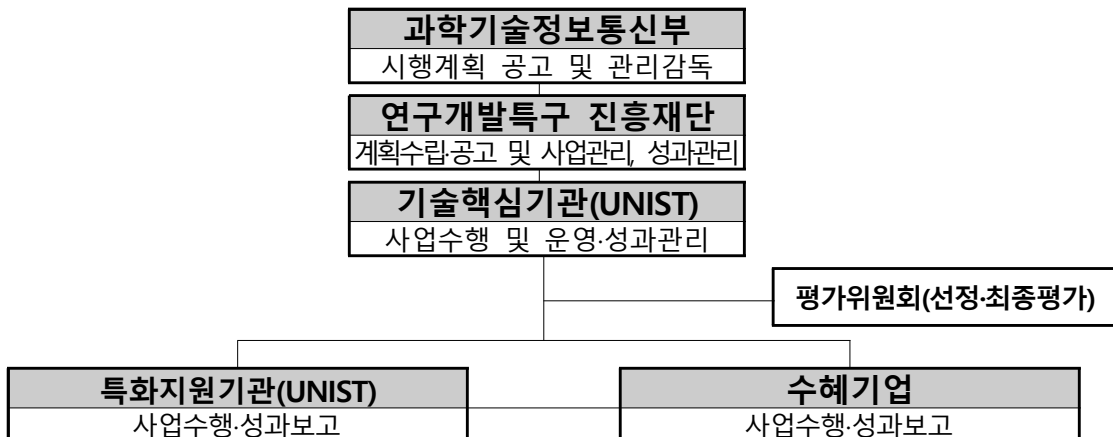 과학기술정보통신부
시행계획 공고 및 관리감독
연구개발특구 진흥재단
계획수립·공고 및 사업관리, 성과관리
기술핵심기관(UNIST)
사업수행 및 운영·성과관리
평가위원회(선정·최종평가)
특화지원기관(UNIST)
사업수행·성과보고
수혜기업
사업수행·성과보고